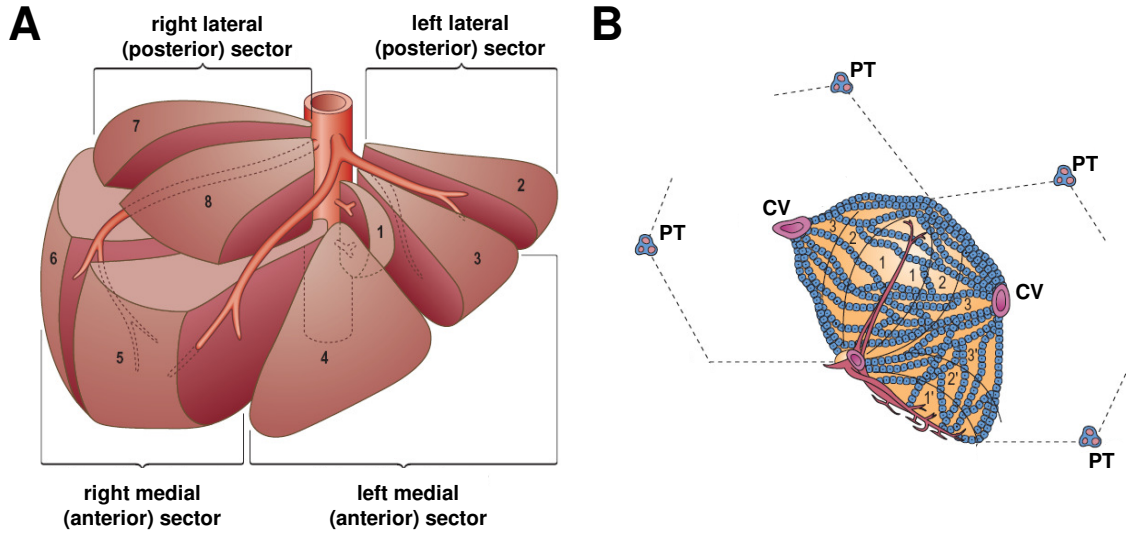 A
right lateral
(posterior) sector
left lateral
(posterior) sector
7
8
2
1
3
6
5
4
right medial
(anterior) sector
left medial
(anterior) sector
B
PT
PT
CV
PT
3
2
1
1
2
CV
3
3'
2'
1'
PT